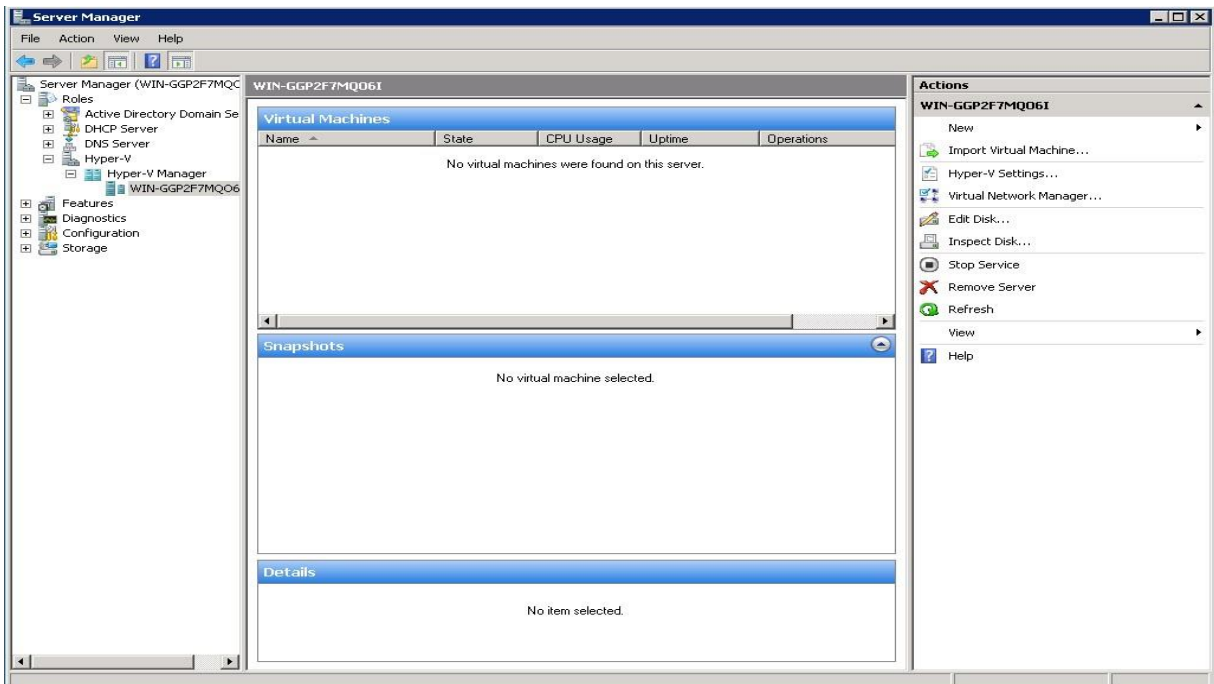 Server Manager
File Action View Help
Server Manager (WIN-GGP2F7MQC
Roles
Active Directory Domain Se
DHCP Server
DNS Server
Hyper-V
Hyper-V Manager
WIN-GGP2F7MQO6
Features
Diagnostics
Configuration
Storage
WIN-GGP2F7MQO6I
Virtual Machines
Name State CPU Usage Uptime Operations
No virtual machines were found on this server.
Snapshots
No virtual machine selected.
Details
No item selected.
Actions
WIN-GGP2F7MQO6I
New
Import Virtual Machine...
Hyper-V Settings...
Virtual Network Manager...
Edit Disk...
Inspect Disk...
Stop Service
Remove Server
Refresh
View
Help